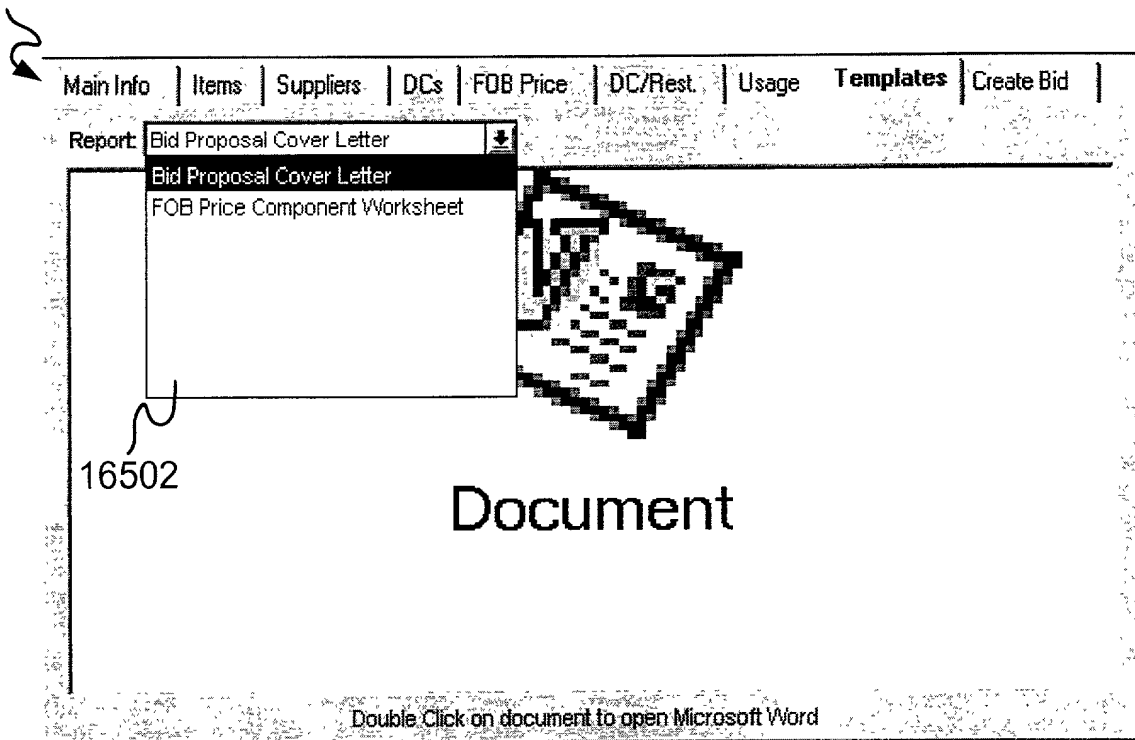 Main Info Items Suppliers DCs FOB Price DC/Rest. Usage Templates Create Bid
Report: Bid Proposal Cover Letter
Bid Proposal Cover Letter
FOB Price Component Worksheet
16502
Document
Double Click on document to open Microsoft Word